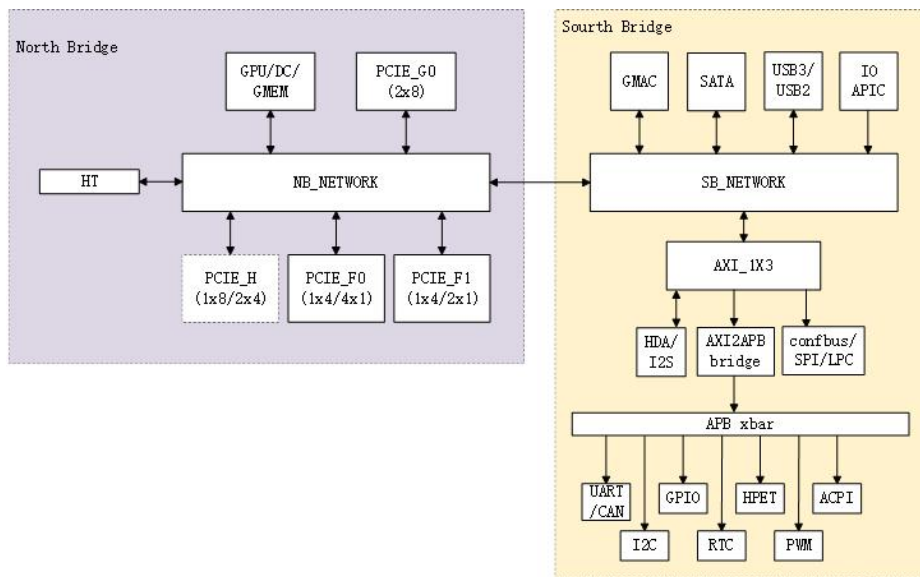 North Bridge
GPU/DC/
GMEM
PCIE_G0
(2x8)
HT
NB_NETWORK
PCIE_H
(1x8/2x4)
PCIE_F0
(1x4/4x1)
PCIE_F1
(1x4/2x1)
Sourth Bridge
GMAC
SATA
USB3/
USB2
IO
APIC
SB_NETWORK
AXI_1X3
HDA/
I2S
AXI2APB
bridge
confbus/
SPI/LPC
APB xbar
UART
/CAN
GPIO
HPET
ACPI
I2C
RTC
PWM